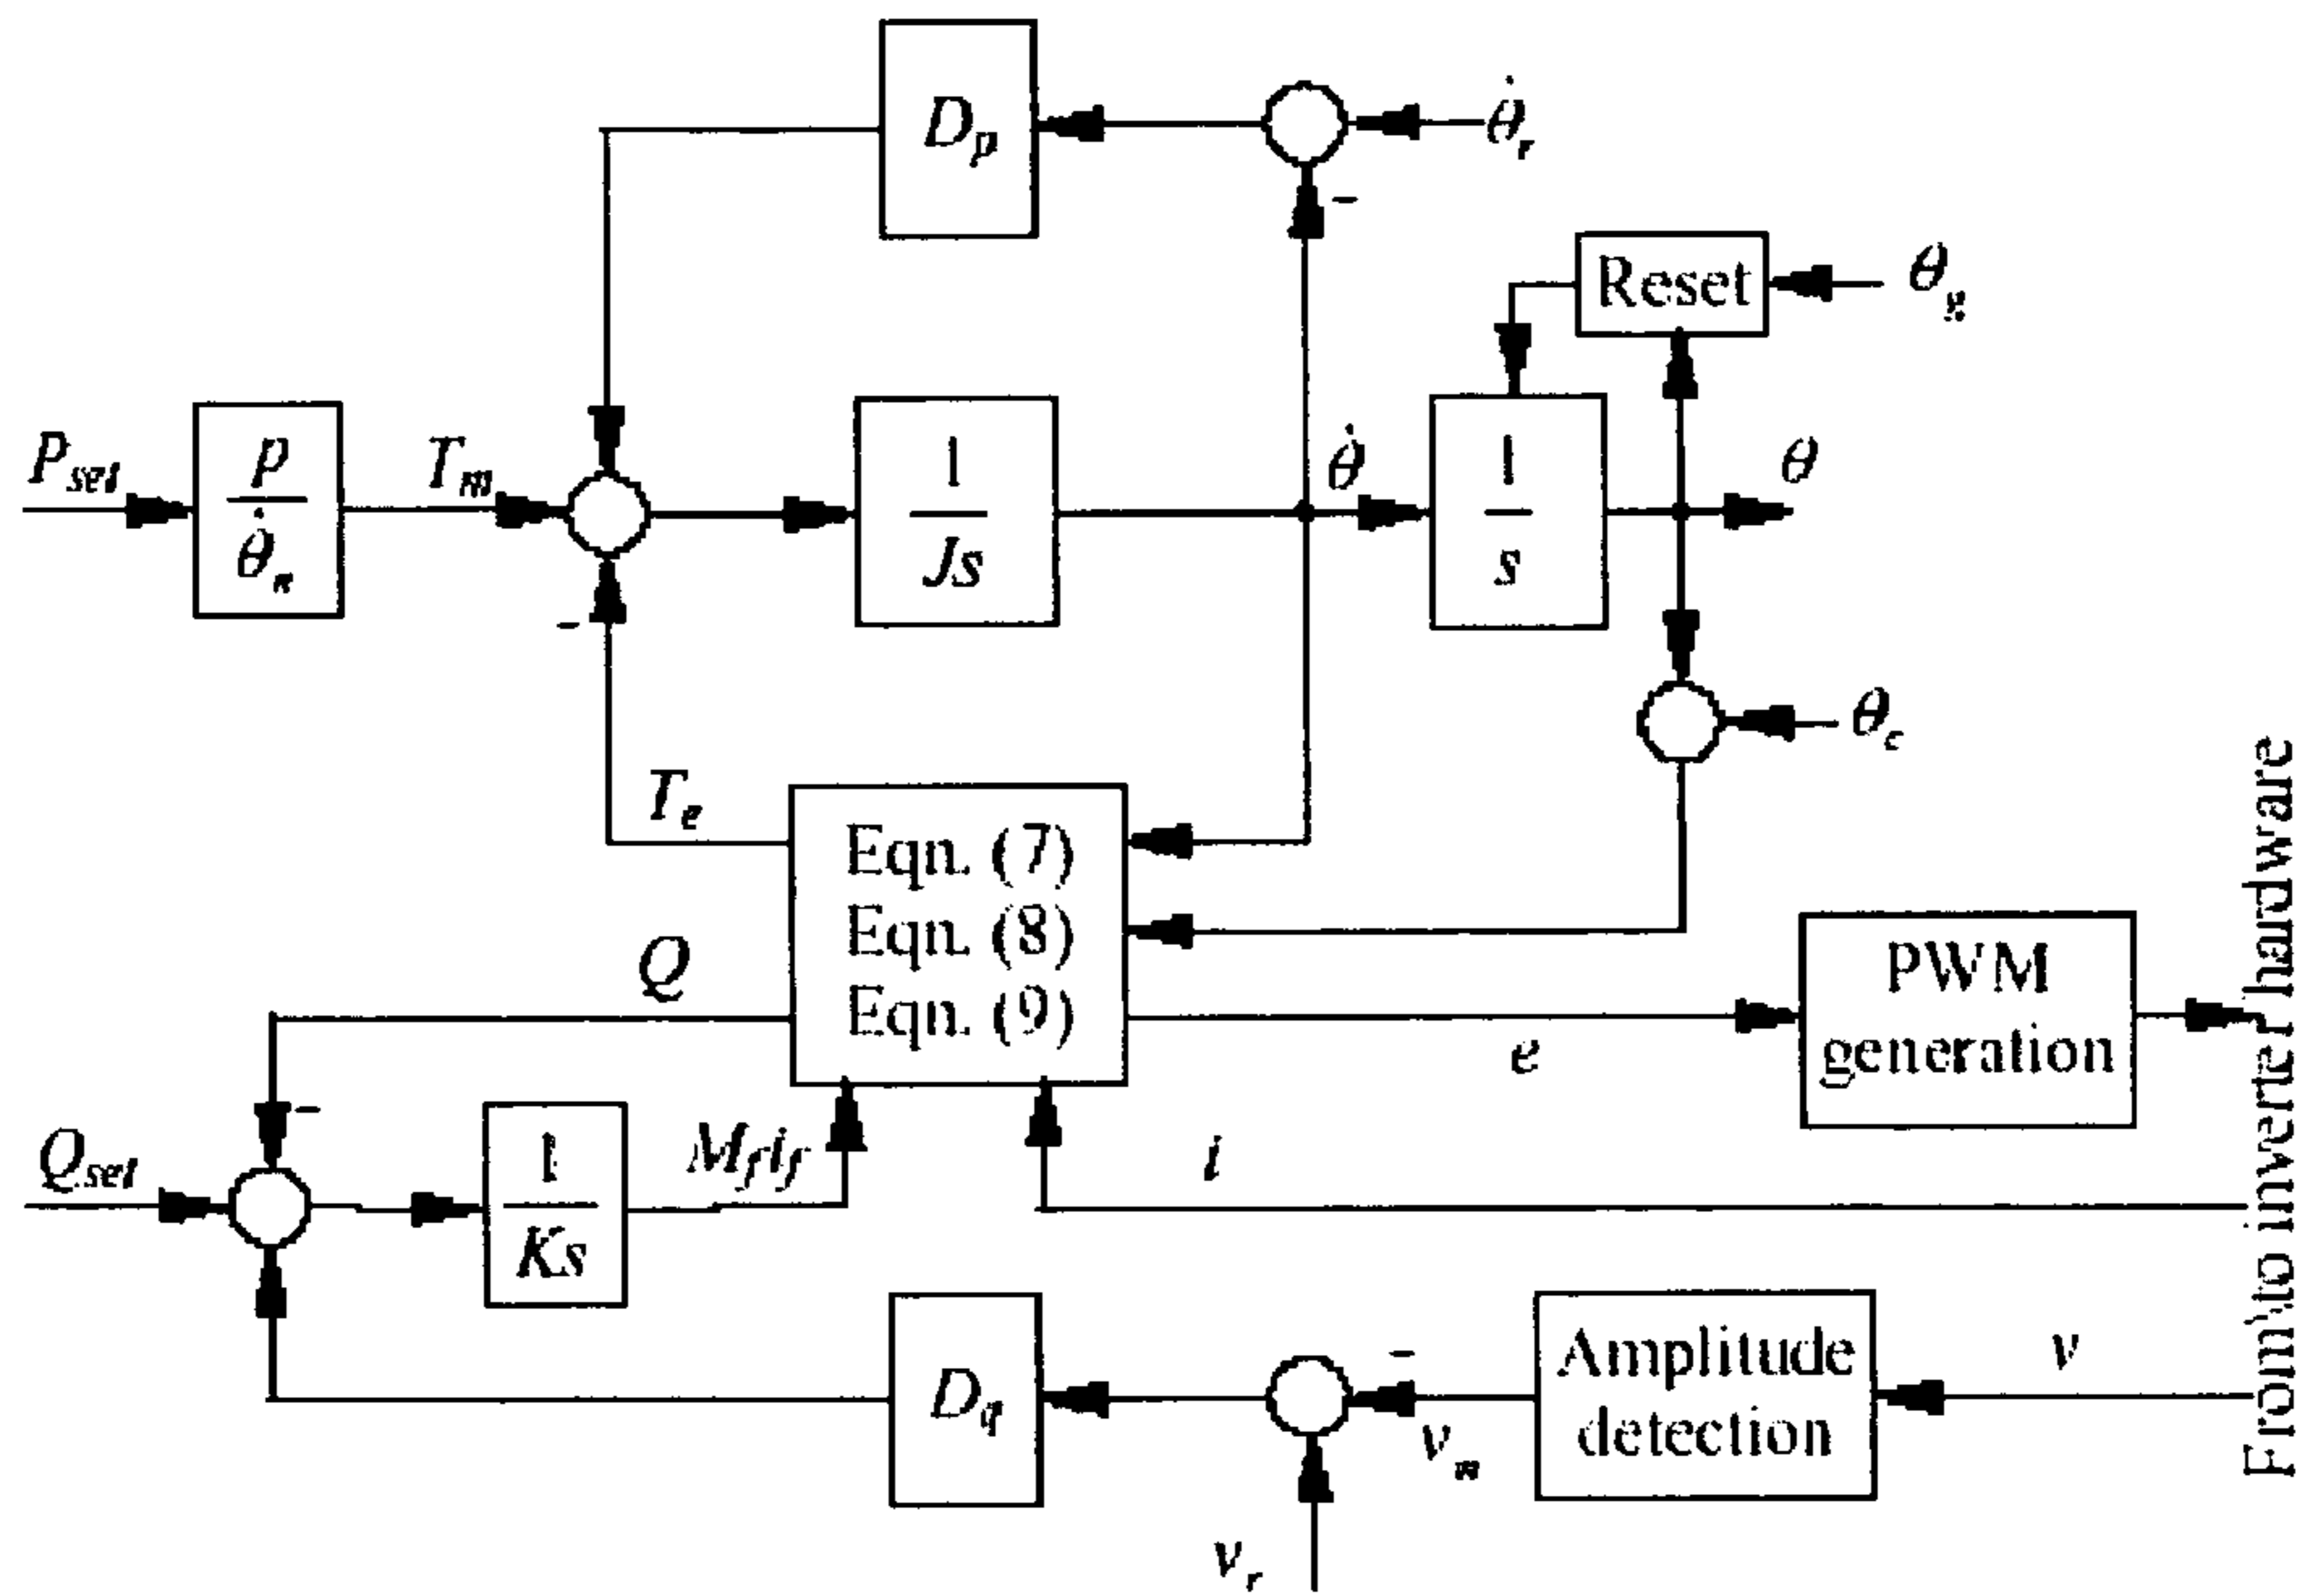 D_p
θ̇_r
Reset
θ_g
P_set
p
θ̇_n
T_m
1
Js
θ̇
1
s
θ
θ_c
T_e
Eqn. (7)
Eqn. (8)
Eqn. (9)
Q
e
PWM
generation
From/to inverter hardware
Q_set
1
Ks
M_f i_f
i
D_q
v_m
Amplitude
detection
v
v_r